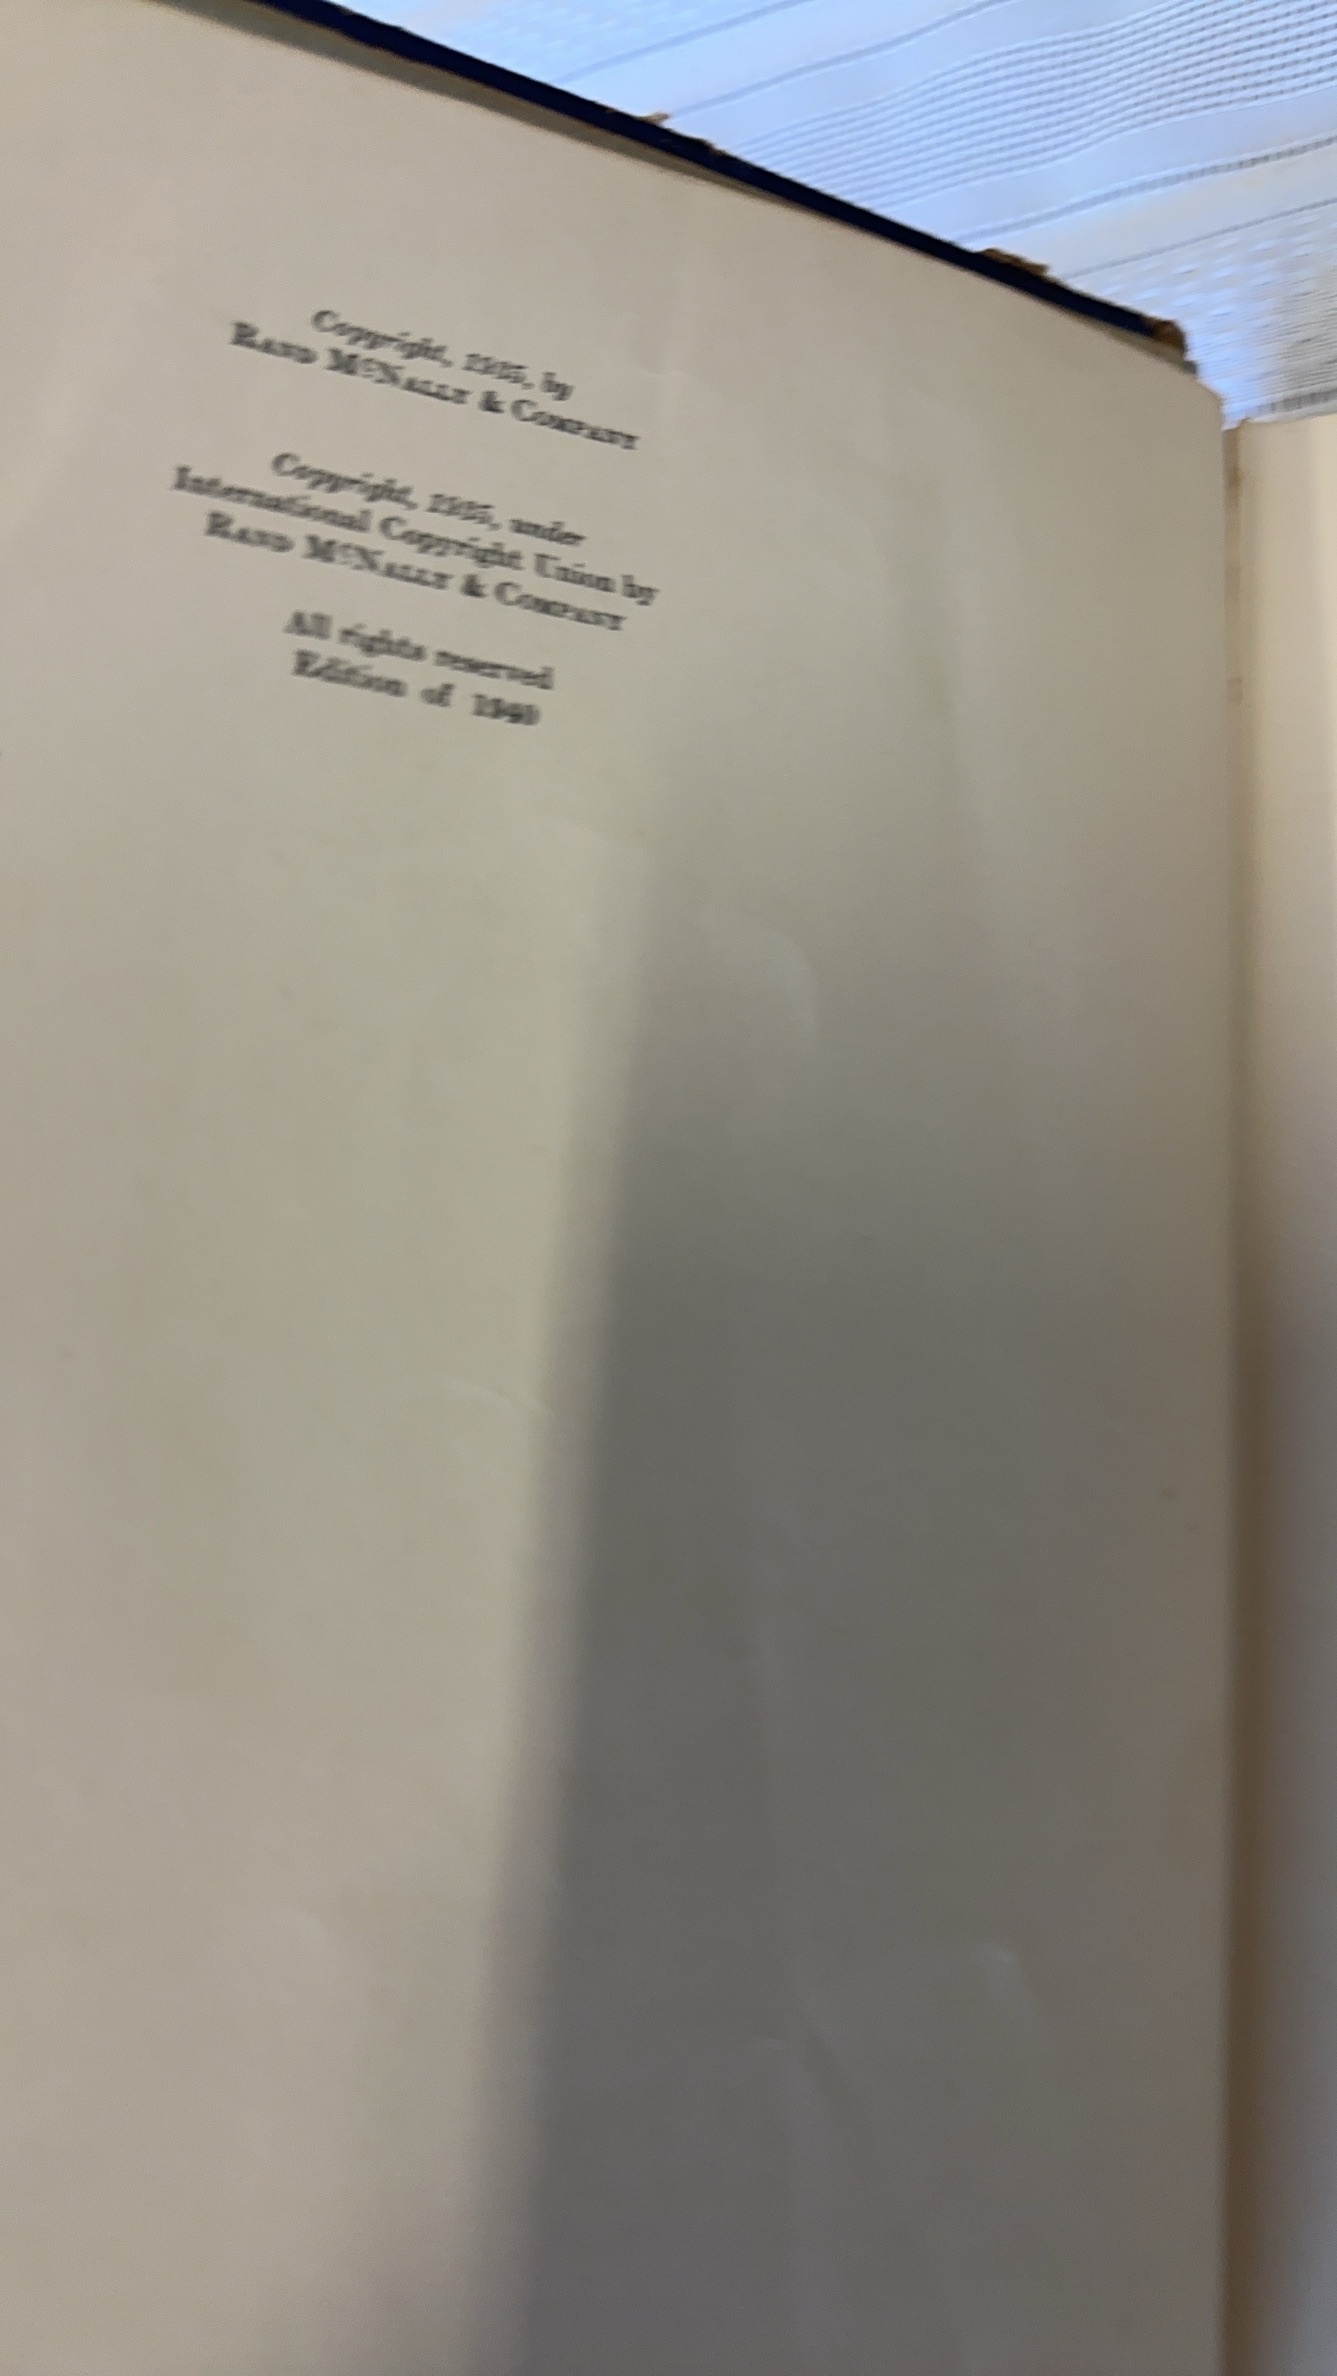 Copyright, 1935, by
RAND MᶜNALLY & COMPANY
Copyright, 1935, under
International Copyright Union by
RAND MᶜNALLY & COMPANY
All rights reserved
Edition of 1940